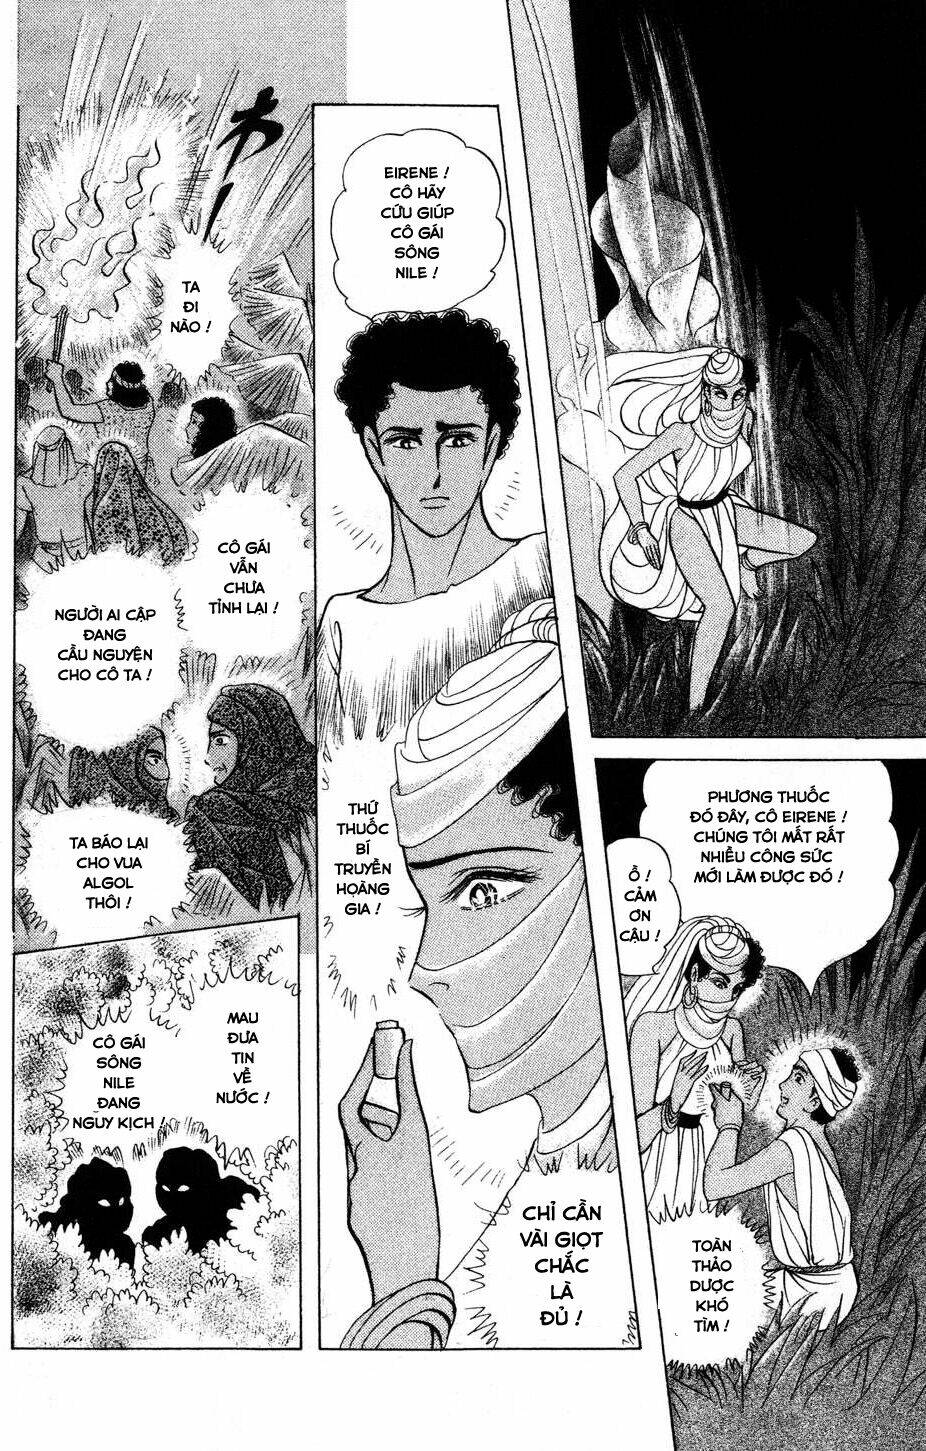 PHƯƠNG THUỐC
ĐÓ ĐÂY, CÔ EIRENE !
CHÚNG TÔI MẤT RẤT
NHIỀU CÔNG SỨC
MỚI LÀM ĐƯỢC ĐÓ !
Ồ !
CẢM
ƠN
CẬU !
TOÀN
THẢO
DƯỢC
KHÓ
TÌM !
EIRENE !
CÔ HÃY
CỨU GIÚP
CÔ GÁI
SÔNG
NILE !
THỨ
THUỐC
BÍ
TRUYỀN
HOÀNG
GIA !
CHỈ CẦN
VÀI GIỌT
CHẮC
LÀ
ĐỦ !
わー
TA
ĐI
NÀO !
CÔ GÁI
VẪN
CHƯA
TỈNH LẠI !
NGƯỜI AI CẬP
ĐANG
CẦU NGUYỆN
CHO CÔ TA !
TA BÁO LẠI
CHO VUA
ALGOL
THÔI !
MAU
ĐƯA
TIN
VỀ
NƯỚC !
CÔ GÁI
SÔNG
NILE
ĐANG
NGUY KỊCH !